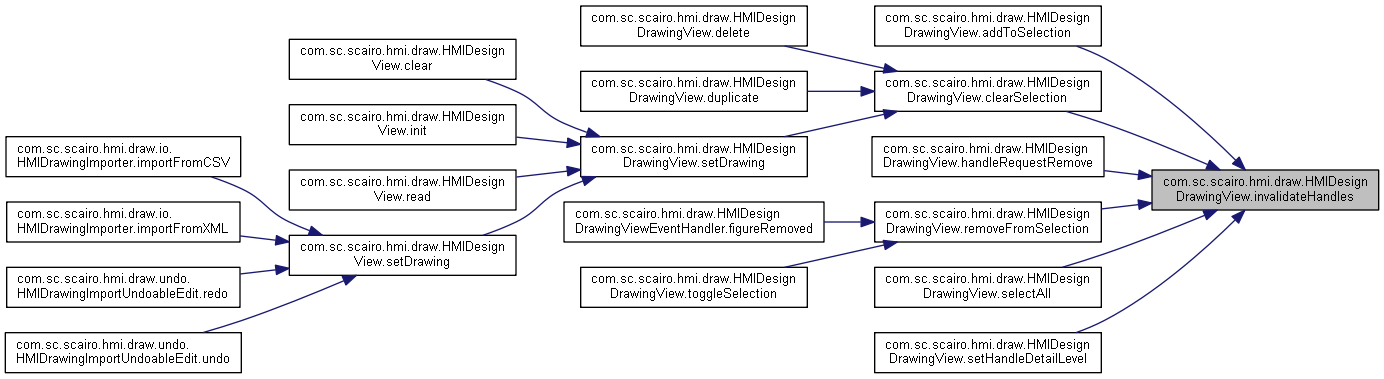 com.sc.scairo.hmi.draw.io.
HMIDrawingImporter.importFromCSV
com.sc.scairo.hmi.draw.io.
HMIDrawingImporter.importFromXML
com.sc.scairo.hmi.draw.undo.
HMIDrawingImportUndoableEdit.redo
com.sc.scairo.hmi.draw.undo.
HMIDrawingImportUndoableEdit.undo
com.sc.scairo.hmi.draw.HMIDesign
View.clear
com.sc.scairo.hmi.draw.HMIDesign
View.init
com.sc.scairo.hmi.draw.HMIDesign
View.read
com.sc.scairo.hmi.draw.HMIDesign
View.setDrawing
com.sc.scairo.hmi.draw.HMIDesign
DrawingView.delete
com.sc.scairo.hmi.draw.HMIDesign
DrawingView.duplicate
com.sc.scairo.hmi.draw.HMIDesign
DrawingView.setDrawing
com.sc.scairo.hmi.draw.HMIDesign
DrawingViewEventHandler.figureRemoved
com.sc.scairo.hmi.draw.HMIDesign
DrawingView.toggleSelection
com.sc.scairo.hmi.draw.HMIDesign
DrawingView.addToSelection
com.sc.scairo.hmi.draw.HMIDesign
DrawingView.clearSelection
com.sc.scairo.hmi.draw.HMIDesign
DrawingView.handleRequestRemove
com.sc.scairo.hmi.draw.HMIDesign
DrawingView.removeFromSelection
com.sc.scairo.hmi.draw.HMIDesign
DrawingView.selectAll
com.sc.scairo.hmi.draw.HMIDesign
DrawingView.setHandleDetailLevel
com.sc.scairo.hmi.draw.HMIDesign
DrawingView.invalidateHandles